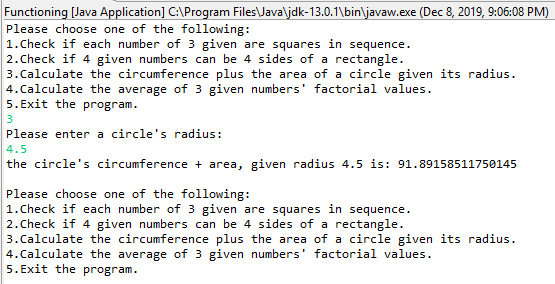 Functioning [Java Application] C:\Program Files\Java\jdk-13.0.1\bin\javaw.exe (Dec 8, 2019, 9:06:08 PM)
Please choose one of the following:
1.Check if each number of 3 given are squares in sequence.
2.Check if 4 given numbers can be 4 sides of a rectangle.
3.Calculate the circumference plus the area of a circle given its radius.
4.Calculate the average of 3 given numbers' factorial values.
5.Exit the program.
3
Please enter a circle's radius:
4.5
the circle's circumference + area, given radius 4.5 is: 91.89158511750145
Please choose one of the following:
1.Check if each number of 3 given are squares in sequence.
2.Check if 4 given numbers can be 4 sides of a rectangle.
3.Calculate the circumference plus the area of a circle given its radius.
4.Calculate the average of 3 given numbers' factorial values.
5.Exit the program.